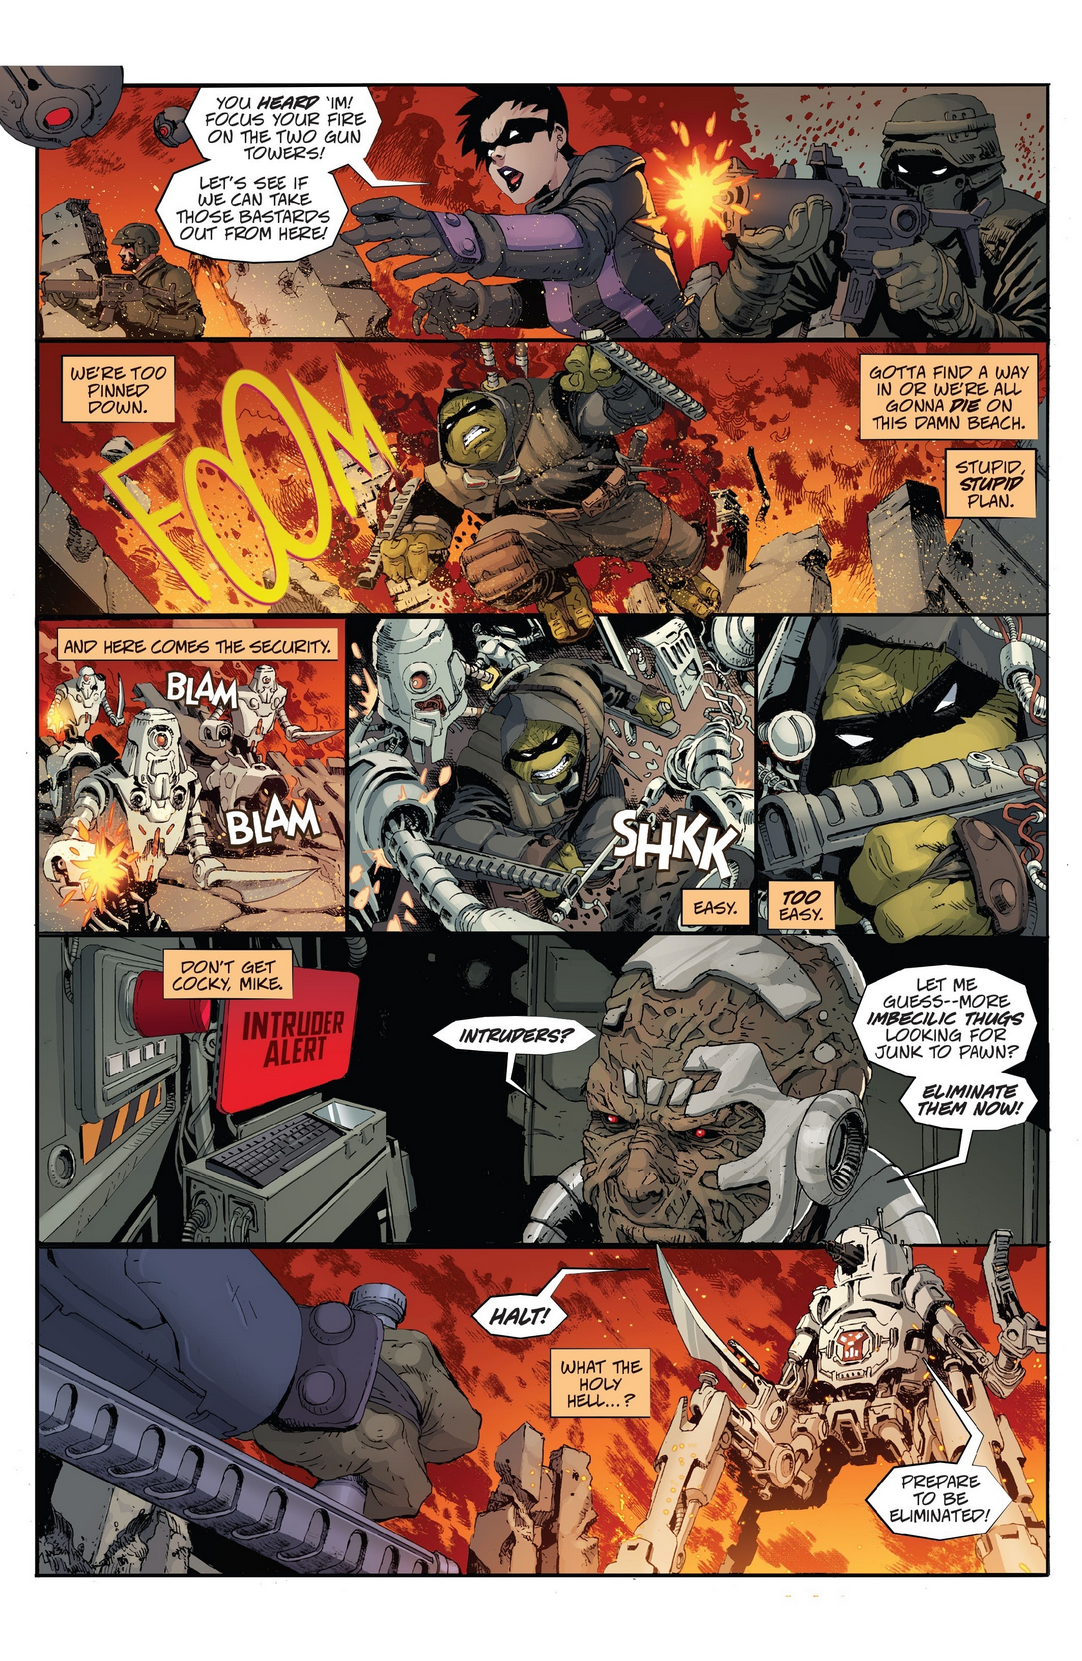 YOU HEARD 'IM!
FOCUS YOUR FIRE
ON THE TWO GUN
TOWERS!
LET'S SEE IF
WE CAN TAKE
THOSE BASTARDS
OUT FROM HERE!
WE'RE TOO
PINNED
DOWN.
FOOM
GOTTA FIND A WAY
IN OR WE'RE ALL
GONNA DIE ON
THIS DAMN BEACH.
STUPID,
STUPID
PLAN.
AND HERE COMES THE SECURITY.
BLAM
BLAM
SHKK
EASY.
TOO
EASY.
DON'T GET
COCKY, MIKE.
INTRUDER
ALERT
INTRUDERS?
LET ME
GUESS--MORE
IMBECILIC THUGS
LOOKING FOR
JUNK TO PAWN?
ELIMINATE
THEM NOW!
HALT!
WHAT THE
HOLY
HELL...?
PREPARE
TO BE
ELIMINATED!